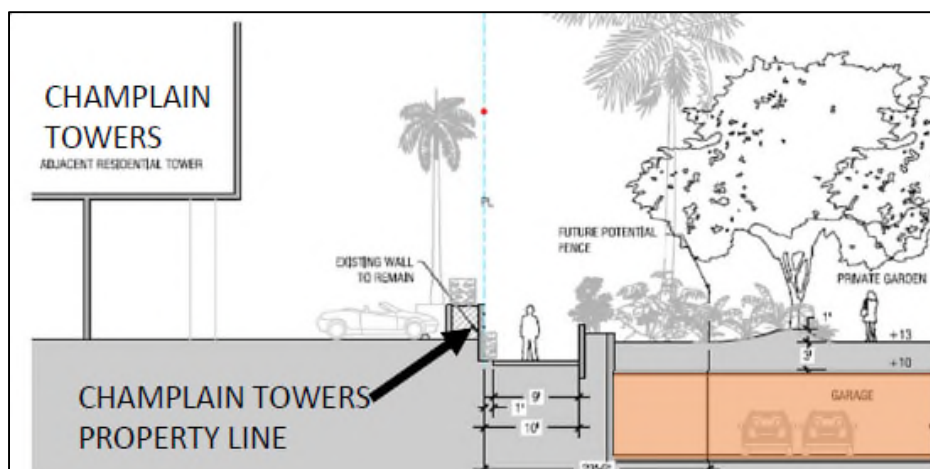 CHAMPLAIN
TOWERS
ADJACENT RESIDENTIAL TOWER
PL
FUTURE POTENTIAL
FENCE
EXISTING WALL
TO REMAIN
PRIVATE GARDEN
1'
+13
3'
+10
CHAMPLAIN TOWERS
PROPERTY LINE
9'
1'
10'
GARAGE